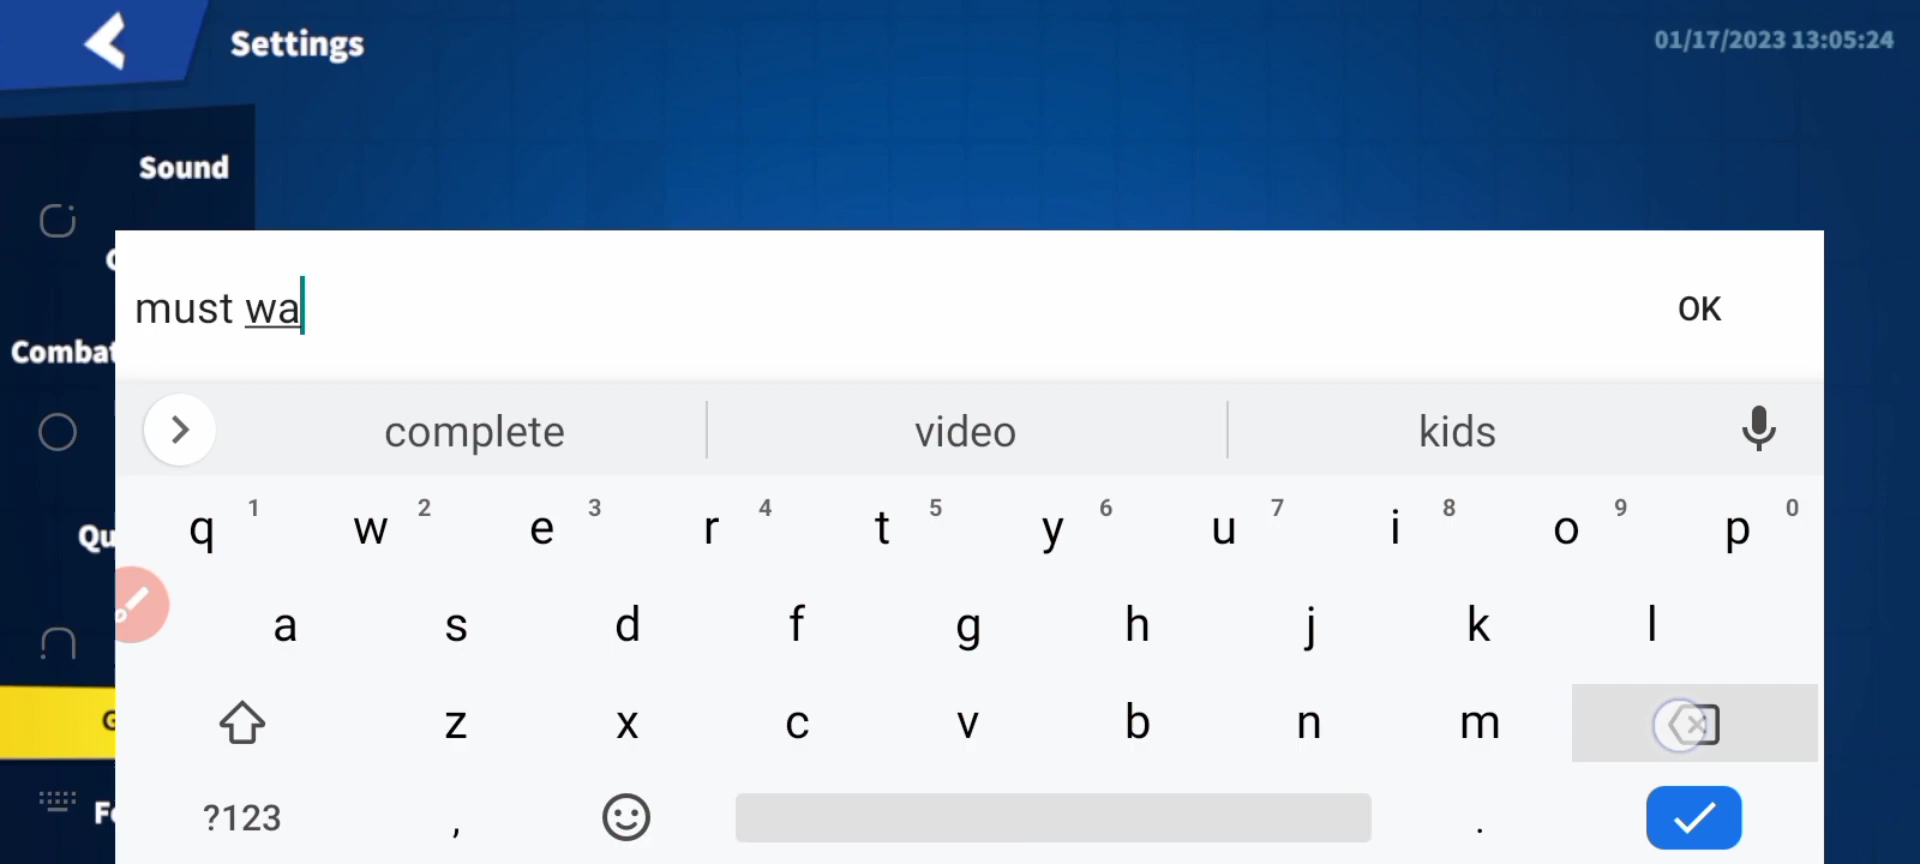 Settings
01/17/2023 13:05:24
Sound
Combat
Qu
must wa
OK
complete video kids
q 1 w 2 e 3 r 4 t 5 y 6 u 7 i 8 o 9 p 0
a s d f g h j k l
z x c v b n m
?123 , .